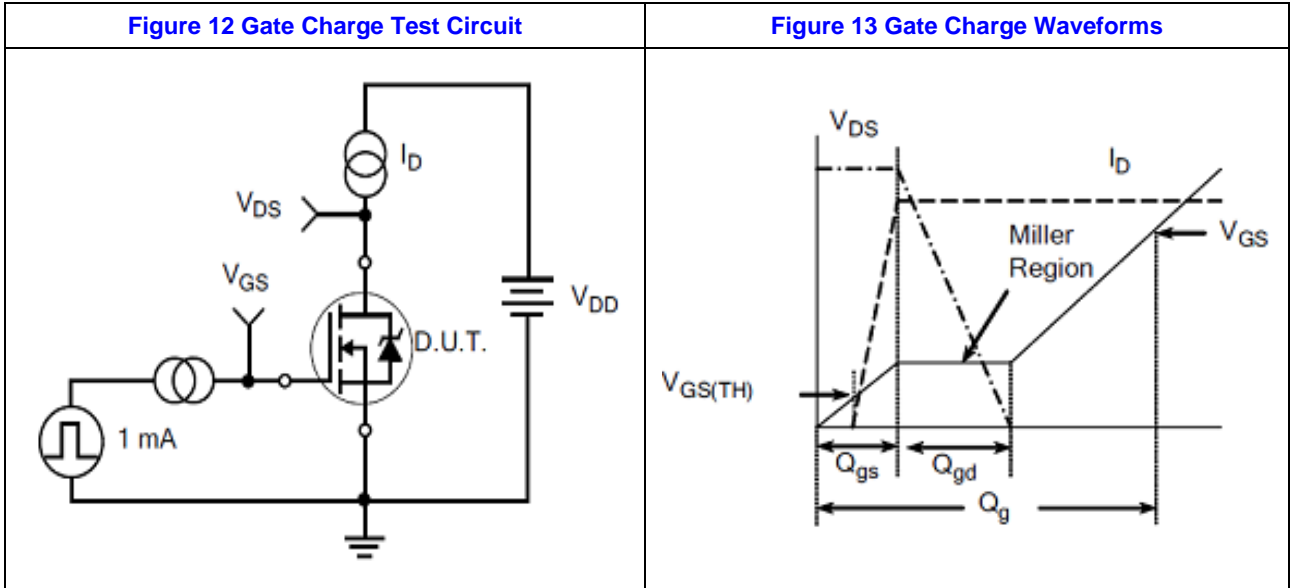 Figure 12 Gate Charge Test Circuit
Figure 13 Gate Charge Waveforms
ID
VDS
VGS
VDD
D.U.T.
1 mA
VDS
ID
VGS
Miller
Region
VGS(TH)
Qgs
Qgd
Qg